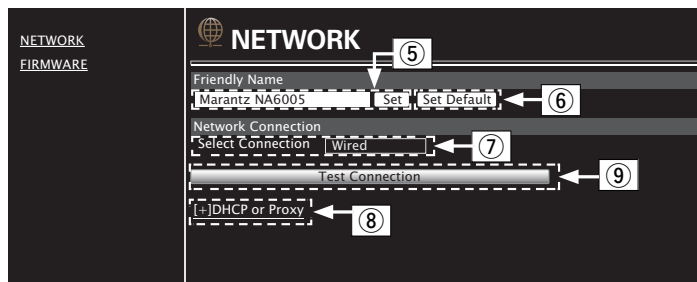 NETWORK
FIRMWARE
NETWORK
⑤
Friendly Name
Marantz NA6005 Set Set Default ⑥
Network Connection
Select Connection Wired ⑦
Test Connection ⑨
[+]DHCP or Proxy ⑧